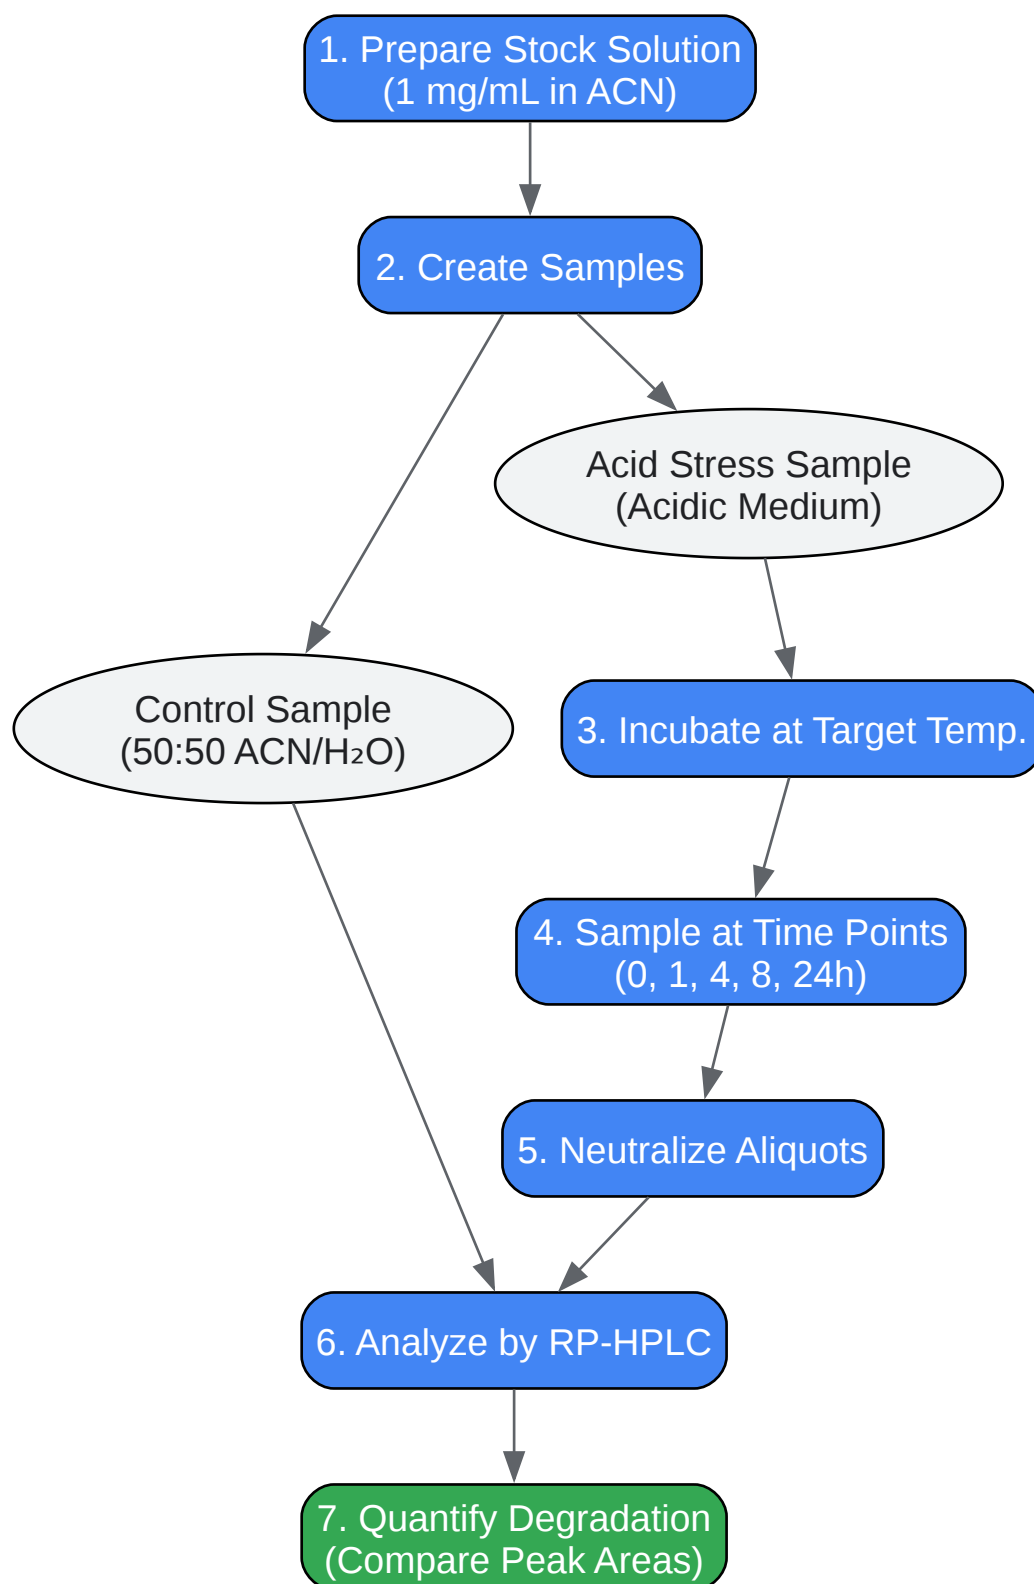 1. Prepare Stock Solution
(1 mg/mL in ACN)
2. Create Samples
Acid Stress Sample
(Acidic Medium)
Control Sample
(50:50 ACN/H₂O)
3. Incubate at Target Temp.
4. Sample at Time Points
(0, 1, 4, 8, 24h)
5. Neutralize Aliquots
6. Analyze by RP-HPLC
7. Quantify Degradation
(Compare Peak Areas)